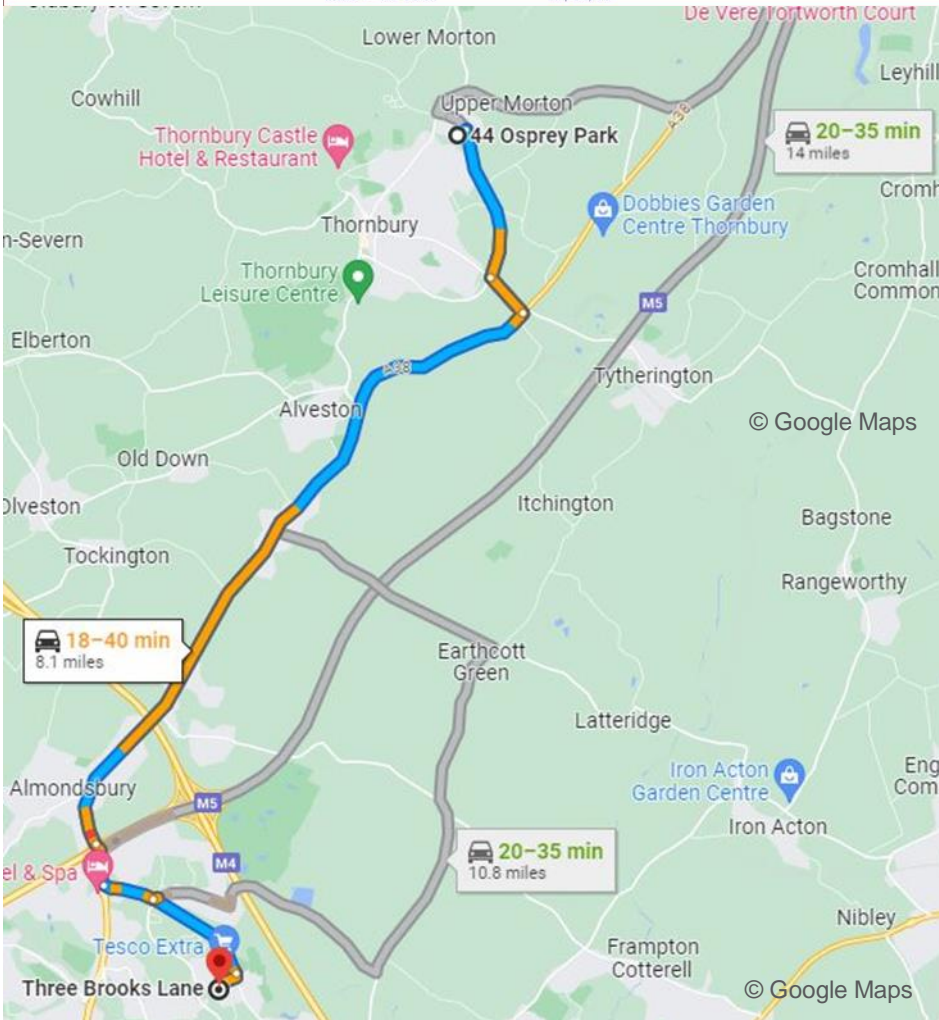 De Vere Tortworth Court
Lower Morton
Leyhill
Cowhill
Upper Morton
A38
44 Osprey Park
Thornbury Castle
Hotel & Restaurant
20–35 min
14 miles
Cromh
Dobbies Garden
Centre Thornbury
Thornbury
n-Severn
Thornbury
Leisure Centre
Cromhall
Common
M5
Elberton
A38
Tytherington
Alveston
© Google Maps
Old Down
Olveston
Itchington
Bagstone
Tockington
Rangeworthy
18–40 min
8.1 miles
Earthcott
Green
Latteridge
Almondsbury
Iron Acton
Garden Centre
Eng
Com
M5
Iron Acton
M4
el & Spa
20–35 min
10.8 miles
Nibley
Tesco Extra
Frampton
Cotterell
Three Brooks Lane
© Google Maps